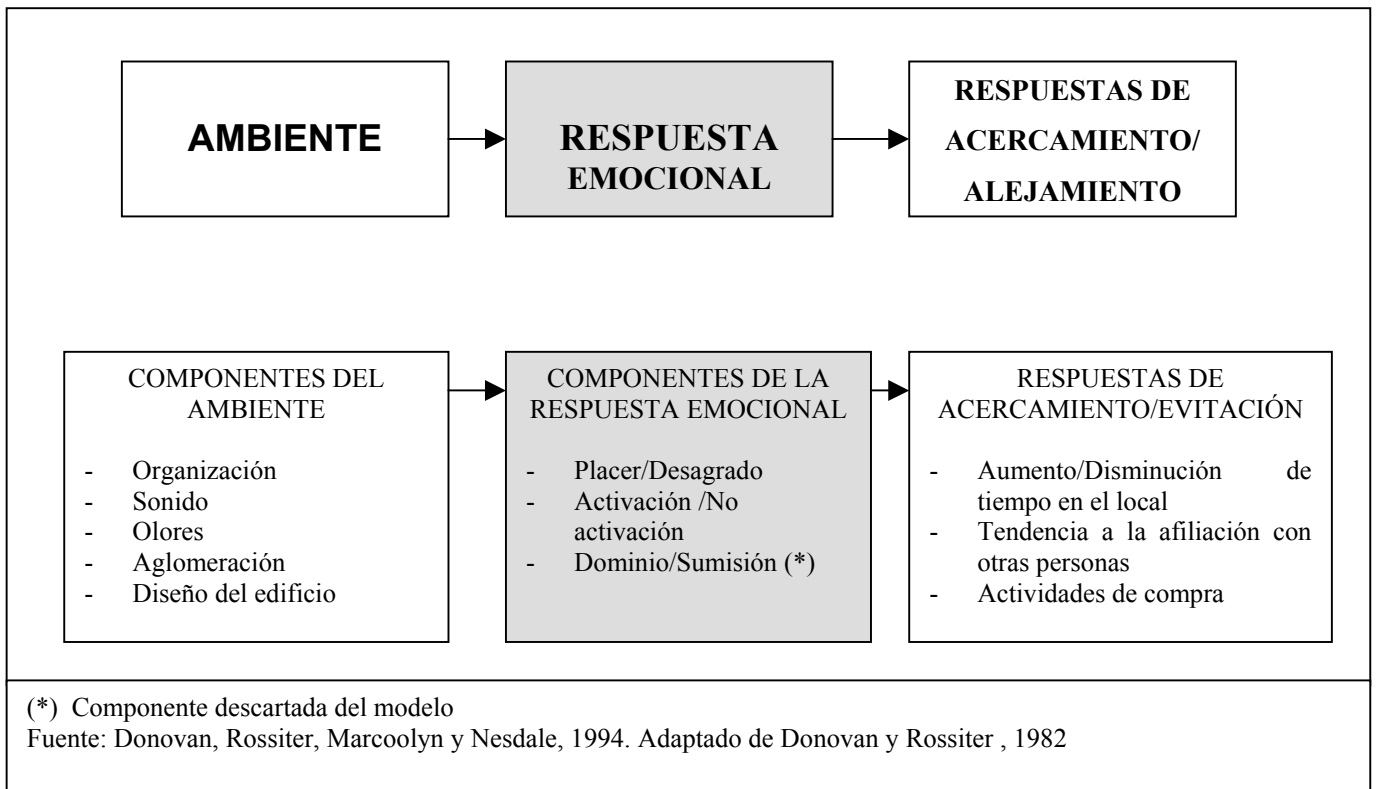 AMBIENTE
RESPUESTA
EMOCIONAL
RESPUESTAS DE
ACERCAMIENTO/
ALEJAMIENTO
COMPONENTES DEL
AMBIENTE
- Organización
- Sonido
- Olores
- Aglomeración
- Diseño del edificio
COMPONENTES DE LA
RESPUESTA EMOCIONAL
- Placer/Desagrado
- Activación /No
activación
- Dominio/Sumisión (*)
RESPUESTAS DE
ACERCAMIENTO/EVITACIÓN
- Aumento/Disminución de
tiempo en el local
- Tendencia a la afiliación con
otras personas
- Actividades de compra
(*) Componente descartada del modelo
Fuente: Donovan, Rossiter, Marcoolyn y Nesdale, 1994. Adaptado de Donovan y Rossiter , 1982